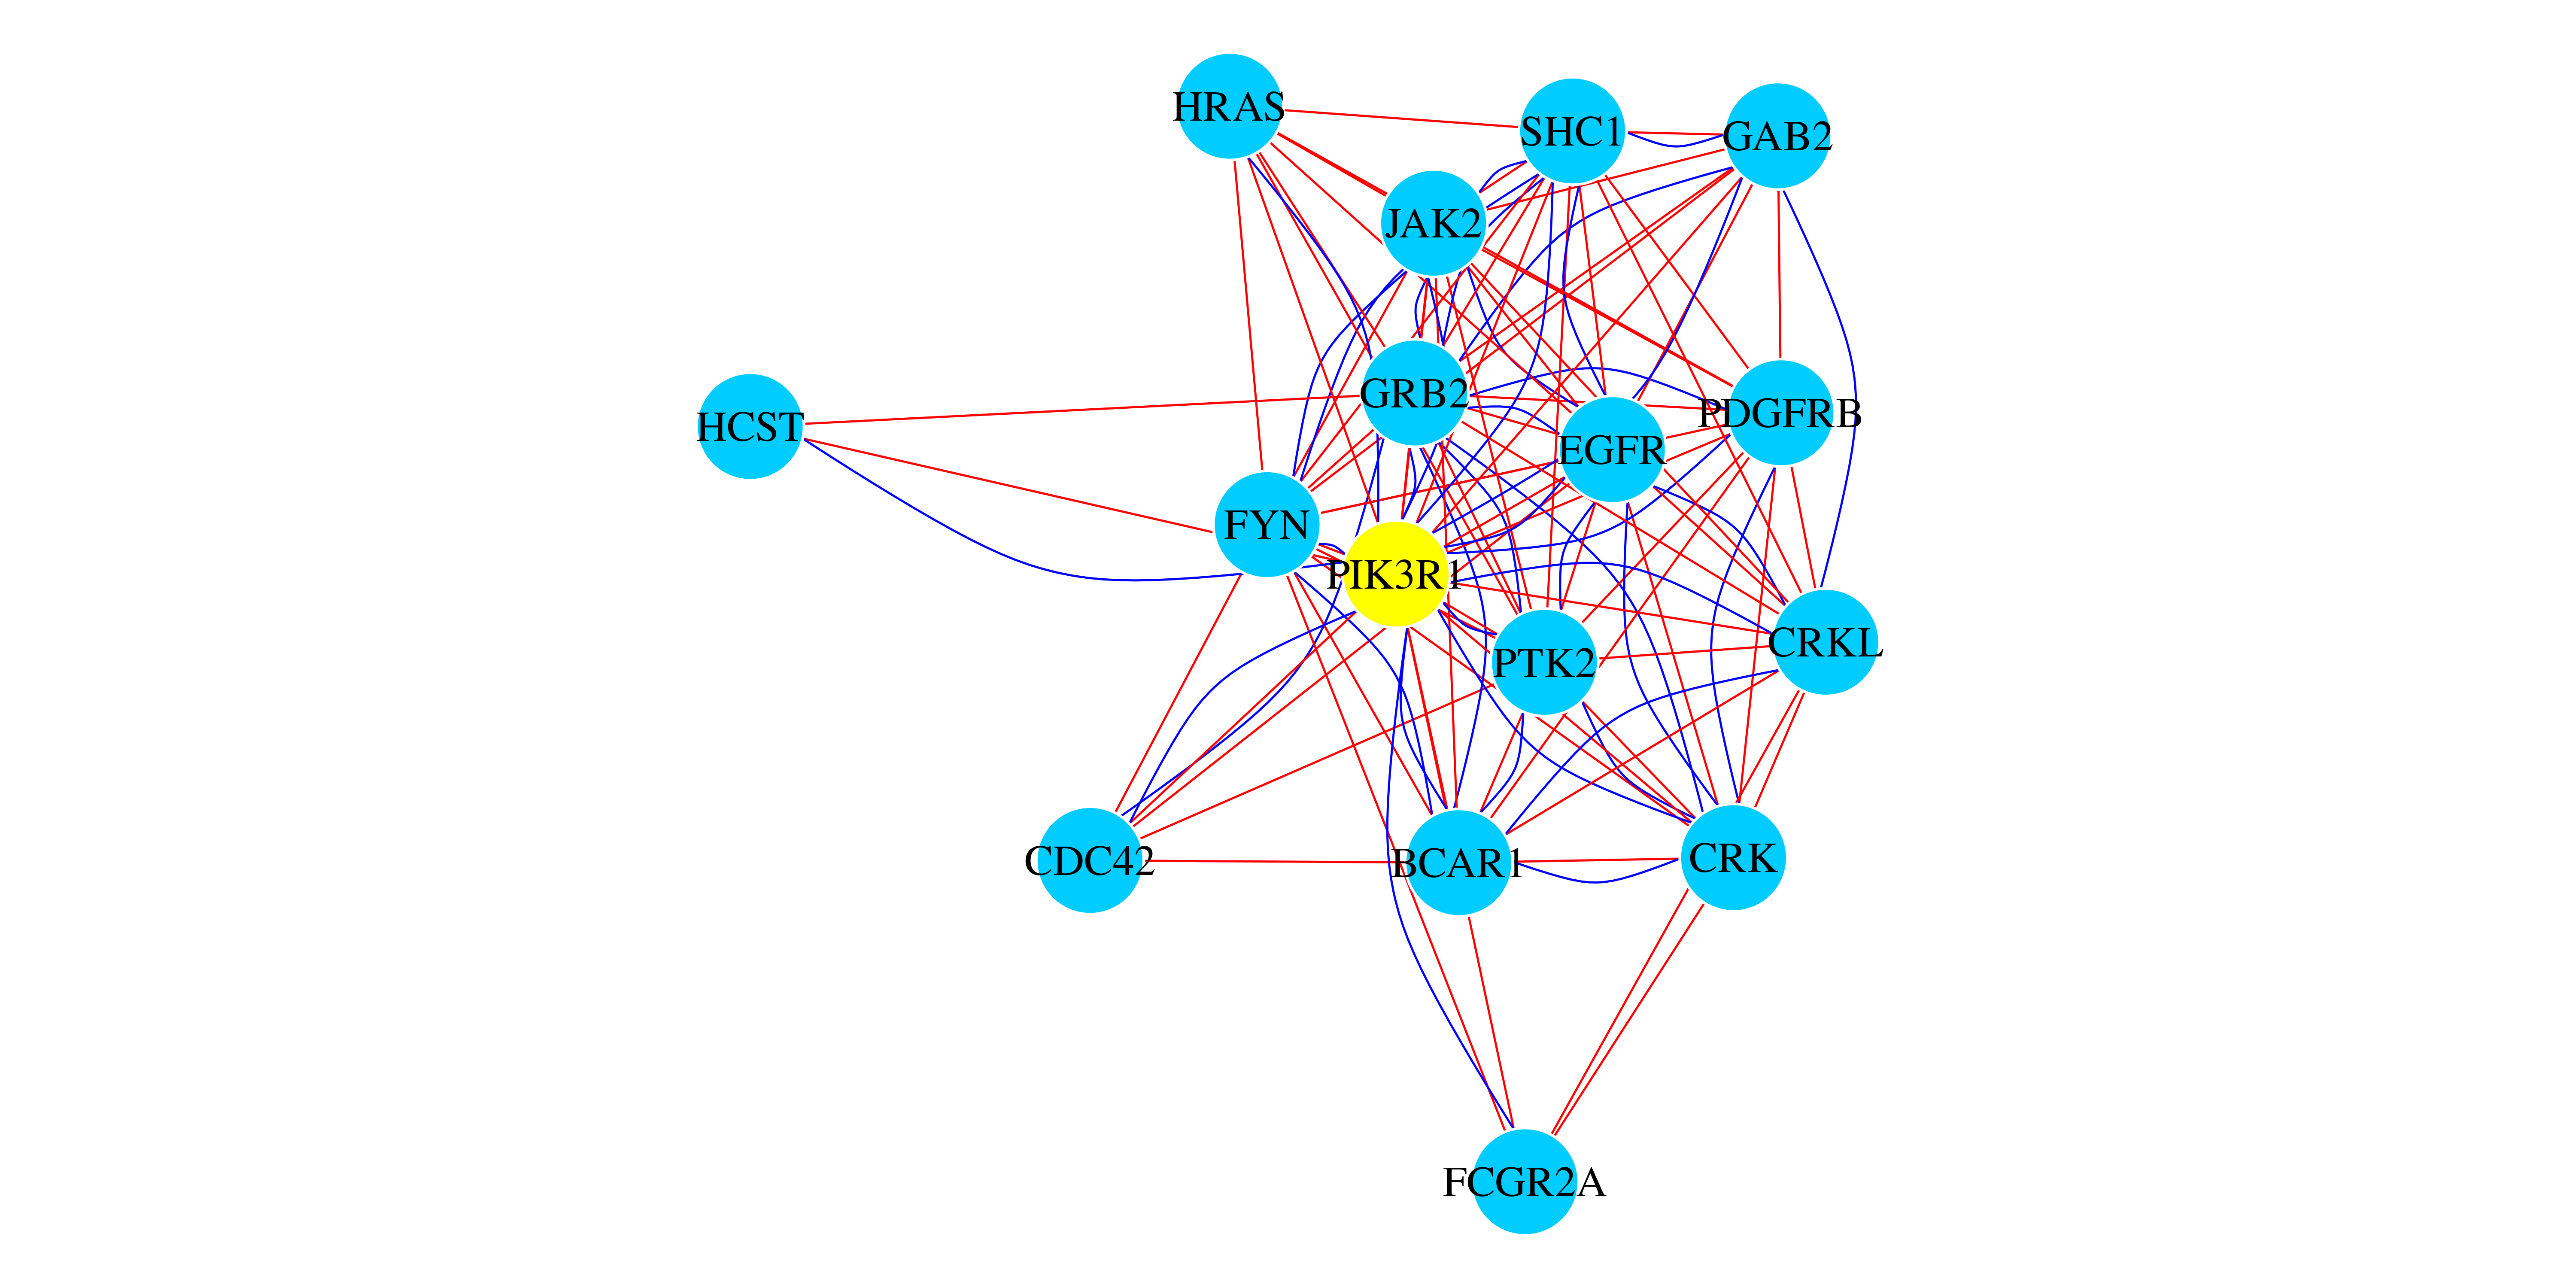 HRAS
SHC1
GAB2
JAK2
GRB2
PDGFRB
HCST
EGFR
FYN
PIK3R1
CRKL
PTK2
CDC42
BCAR1
CRK
FCGR2A